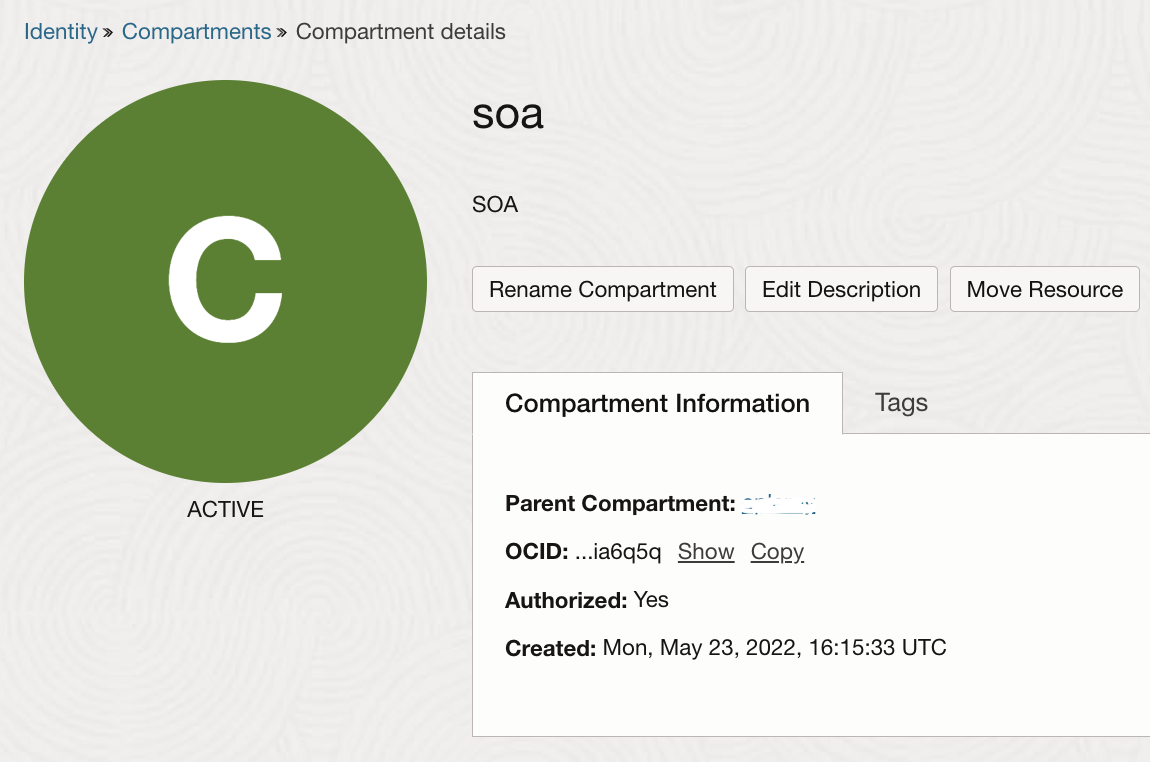 Identity » Compartments » Compartment details
C
ACTIVE
soa
SOA
Rename Compartment
Edit Description
Move Resource
Compartment Information
Tags
Parent Compartment:
OCID: ...ia6q5q Show Copy
Authorized: Yes
Created: Mon, May 23, 2022, 16:15:33 UTC